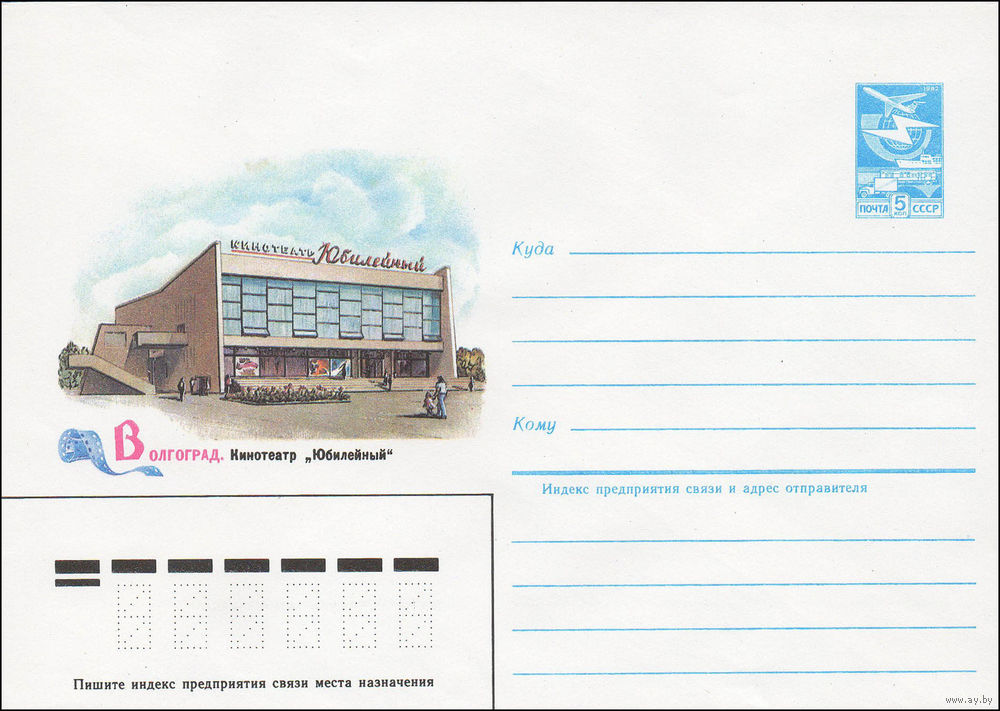 1982
ПОЧТА 5 КОП СССР
КИНОТЕАТР Юбилейный
Куда
Кому
ВОЛГОГРАД. Кинотеатр „Юбилейный“
Индекс предприятия связи и адрес отправителя
Пишите индекс предприятия связи места назначения
www.ay.by